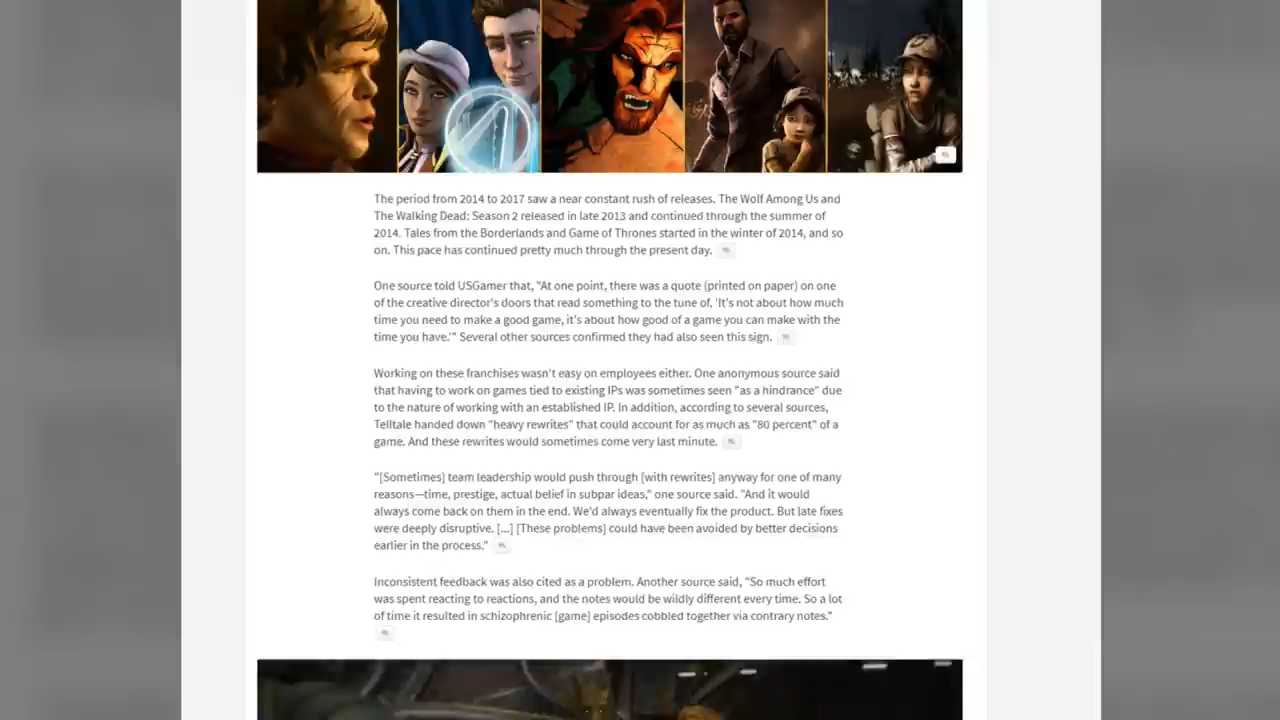 The period from 2014 to 2017 saw a near constant rush of releases. The Wolf Among Us and
The Walking Dead: Season 2 released in late 2013 and continued through the summer of
2014. Tales from the Borderlands and Game of Thrones started in the winter of 2014, and so
on. This pace has continued pretty much through the present day.
One source told USGamer that, "At one point, there was a quote (printed on paper) on one
of the creative director's doors that read something to the tune of, 'It's not about how much
time you need to make a good game, it's about how good of a game you can make with the
time you have.'" Several other sources confirmed they had also seen this sign.
Working on these franchises wasn't easy on employees either. One anonymous source said
that having to work on games tied to existing IPs was sometimes seen "as a hindrance" due
to the nature of working with an established IP. In addition, according to several sources,
Telltale handed down "heavy rewrites" that could account for as much as "80 percent" of a
game. And these rewrites would sometimes come very last minute.
"[Sometimes] team leadership would push through [with rewrites] anyway for one of many
reasons—time, prestige, actual belief in subpar ideas," one source said. "And it would
always come back on them in the end. We'd always eventually fix the product. But late fixes
were deeply disruptive. [...] [These problems] could have been avoided by better decisions
earlier in the process."
Inconsistent feedback was also cited as a problem. Another source said, "So much effort
was spent reacting to reactions, and the notes would be wildly different every time. So a lot
of time it resulted in schizophrenic [game] episodes cobbled together via contrary notes."